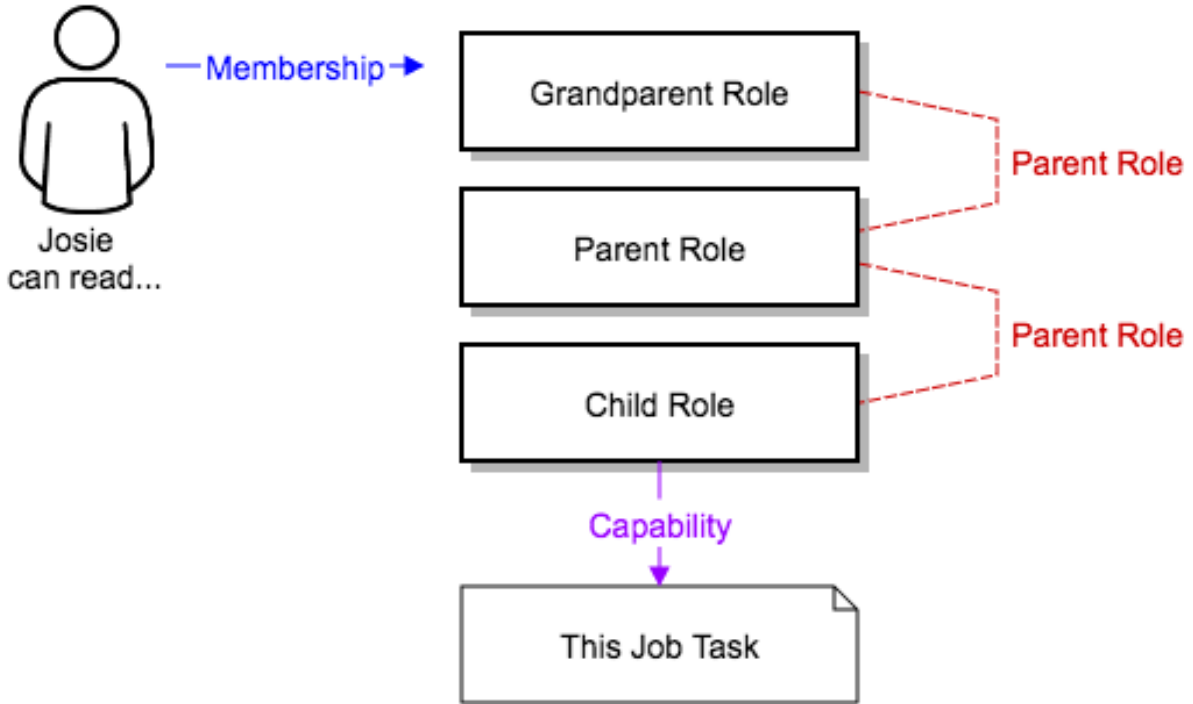 Membership
Grandparent Role
Parent Role
Josie
can read...
Parent Role
Parent Role
Child Role
Capability
This Job Task